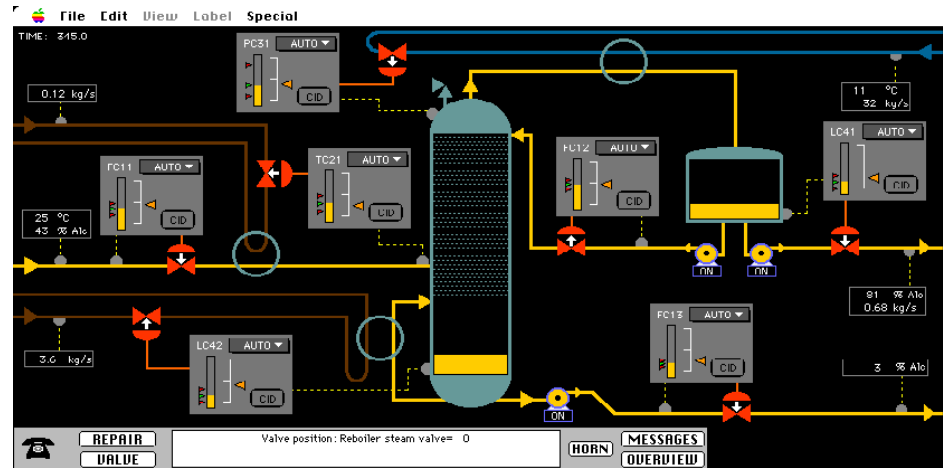 File Edit View Label Special
TIME: 345.0
PC31 AUTO
CID
0.12 kg/s
11 °C
32 kg/s
LC41 AUTO
CID
FC11 AUTO
CID
TC21 AUTO
CID
FC12 AUTO
CID
25 °C
43 % Alc
ON
ON
81 % Alc
0.68 kg/s
FC13 AUTO
CID
LC42 AUTO
CID
3.6 kg/s
3 % Alc
ON
REPAIR
VALVE
Valve position: Reboiler steam valve= 0
HORN
MESSAGES
OVERVIEW